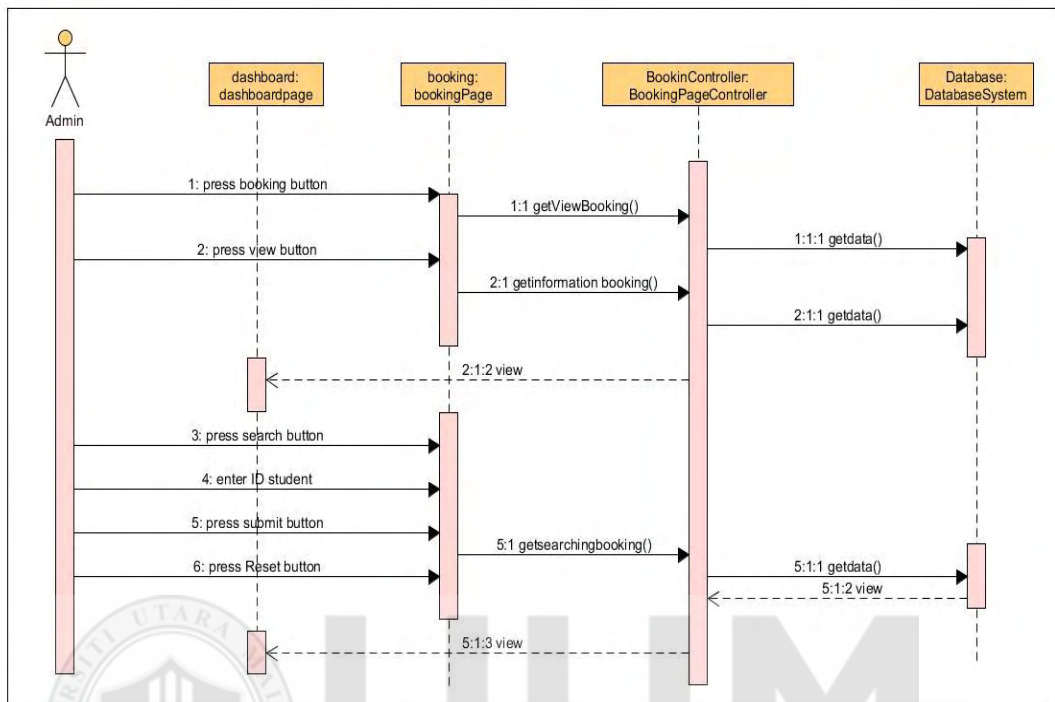 Admin
dashboard:
dashboardpage
booking:
bookingPage
BookinController:
BookingPageController
Database:
DatabaseSystem
1: press booking button
1:1 getViewBooking()
2: press view button
1:1:1 getdata()
2:1 getinformation booking()
2:1:1 getdata()
2:1:2 view
3: press search button
4: enter ID student
5: press submit button
5:1 getsearchingbooking()
6: press Reset button
5:1:1 getdata()
5:1:2 view
5:1:3 view
UTARA
UUM